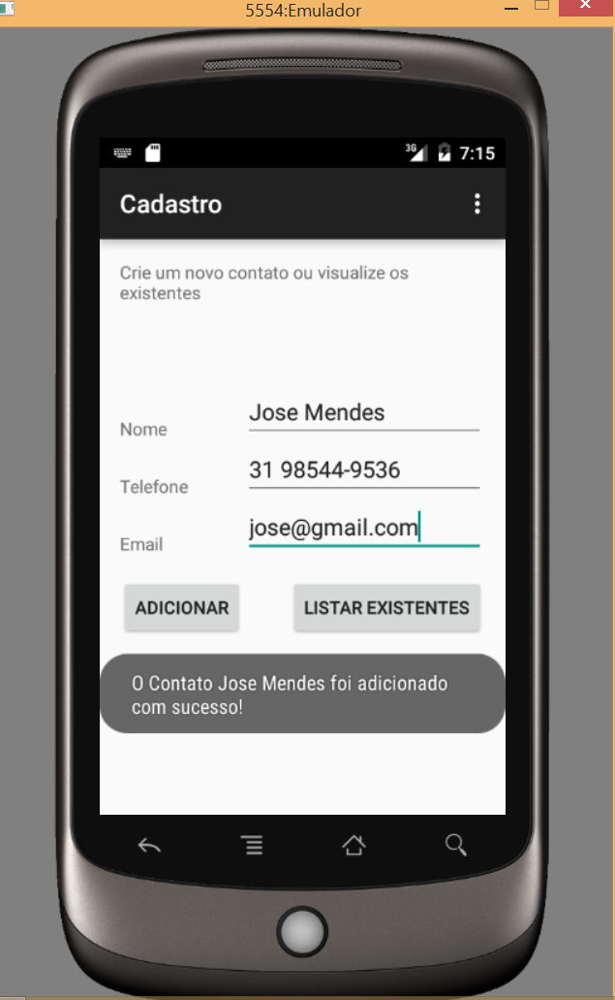 5554:Emulador
3G 7:15
Cadastro
Crie um novo contato ou visualize os
existentes
Nome
Jose Mendes
Telefone
31 98544-9536
Email
jose@gmail.com
ADICIONAR
LISTAR EXISTENTES
O Contato Jose Mendes foi adicionado
com sucesso!